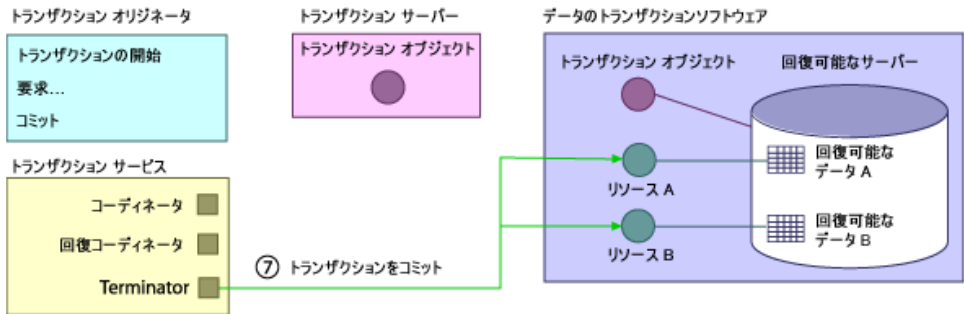 トランザクション オリジネータ
トランザクションの開始
要求...
コミット
トランザクション サーバー
トランザクション オブジェクト
データのトランザクションソフトウェア
トランザクション オブジェクト
回復可能なサーバー
回復可能な
データ A
リソース A
回復可能な
データ B
リソース B
トランザクション サービス
コーディネータ
回復コーディネータ
Terminator
⑦ トランザクションをコミット